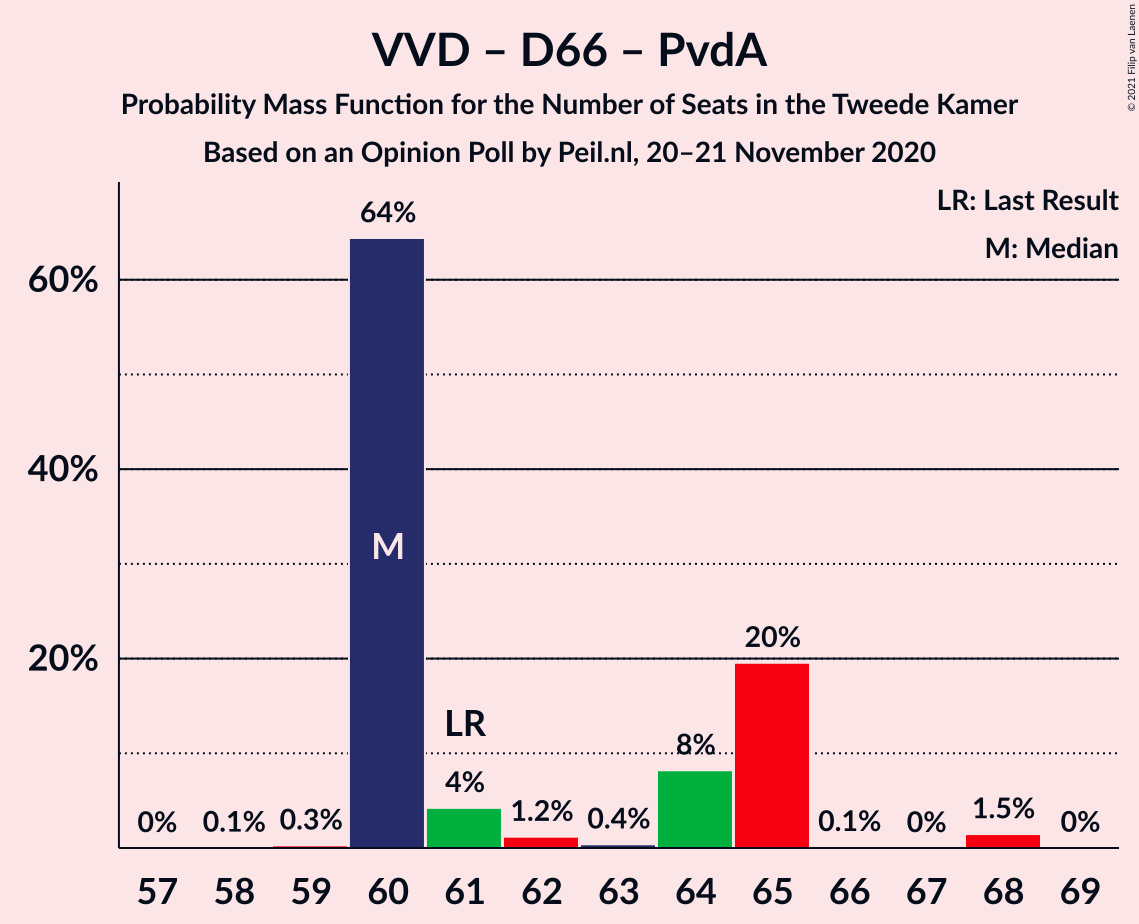 VVD – D66 – PvdA
Probability Mass Function for the Number of Seats in the Tweede Kamer
Based on an Opinion Poll by Peil.nl, 20–21 November 2020
© 2021 Filip van Laenen
LR: Last Result
M: Median
60%
40%
20%
0%
0.1%
0.3%
64%
M
LR
4%
1.2%
0.4%
8%
20%
0.1%
0%
1.5%
0%
57 58 59 60 61 62 63 64 65 66 67 68 69